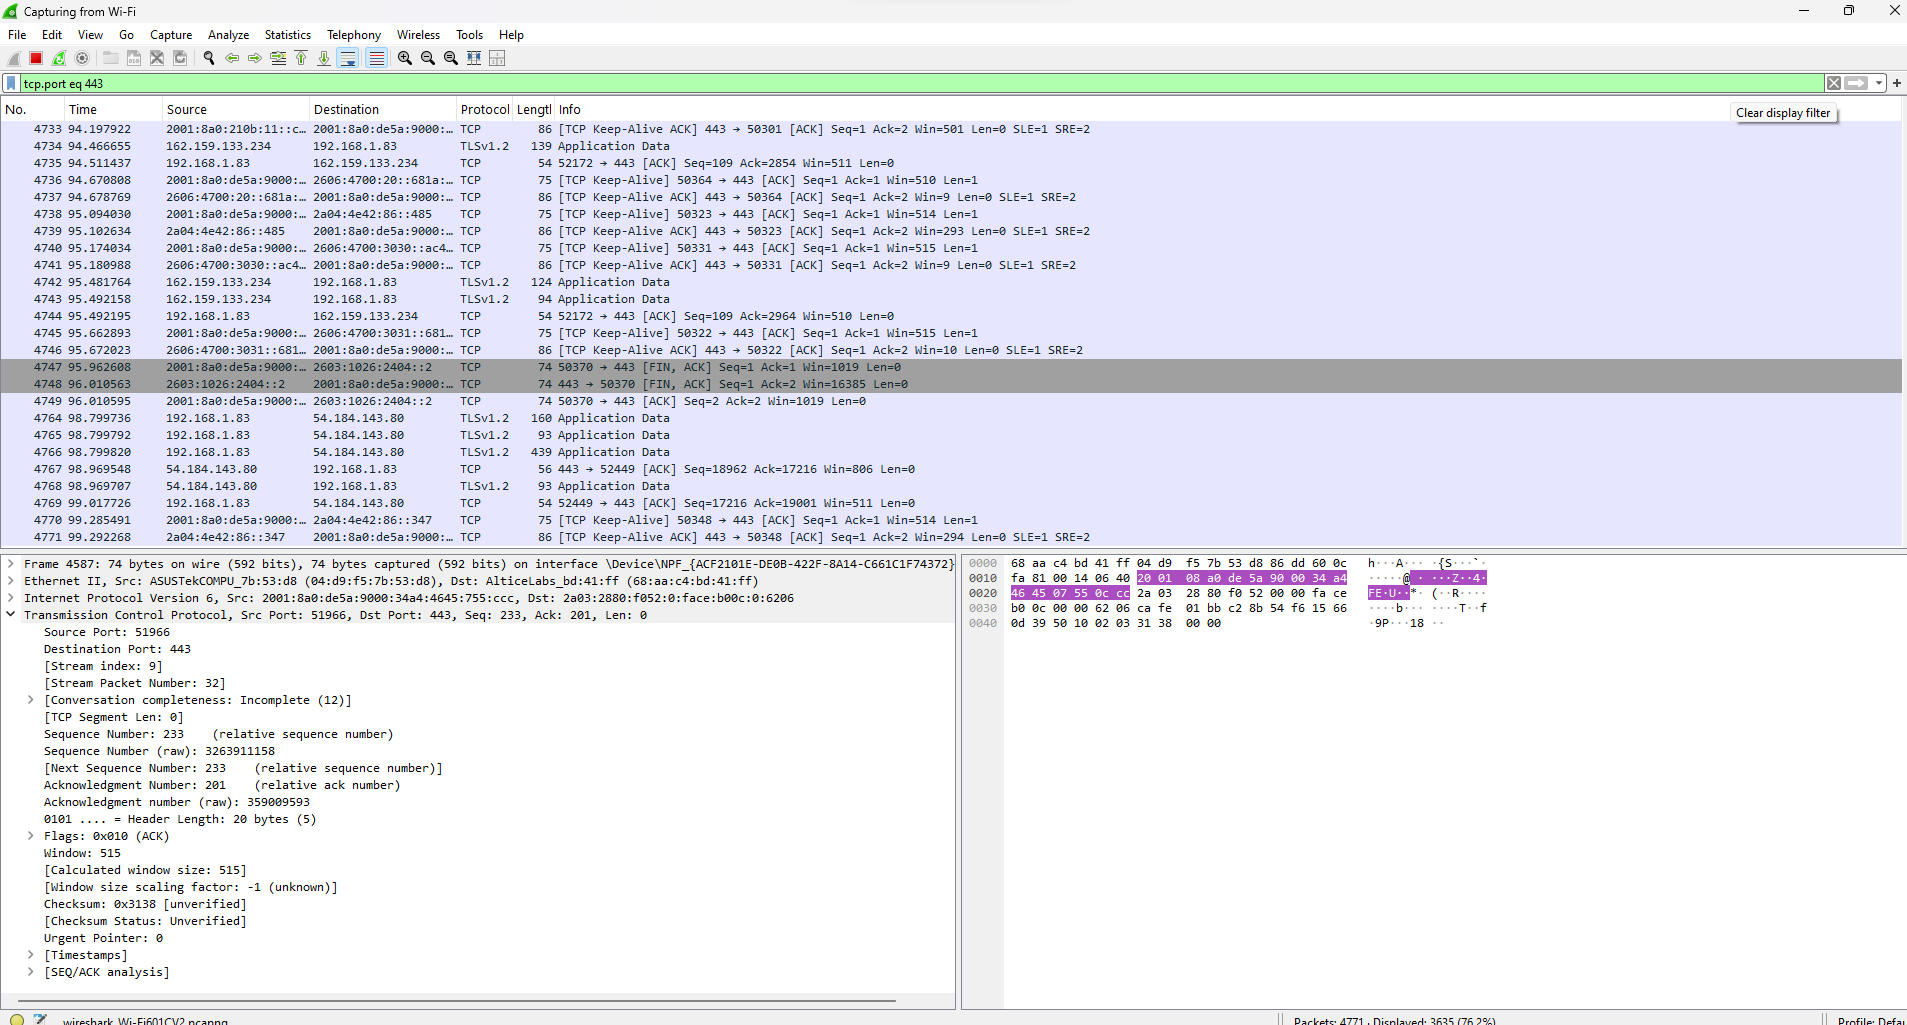 Capturing from Wi-Fi
File Edit View Go Capture Analyze Statistics Telephony Wireless Tools Help
tcp.port eq 443
No. Time Source Destination Protocol Lengtl Info
Clear display filter
4733 94.197922 2001:8a0:210b:11::c… 2001:8a0:de5a:9000:… TCP 86 [TCP Keep-Alive ACK] 443 → 50301 [ACK] Seq=1 Ack=2 Win=501 Len=0 SLE=1 SRE=2
4734 94.466655 162.159.133.234 192.168.1.83 TLSv1.2 139 Application Data
4735 94.511437 192.168.1.83 162.159.133.234 TCP 54 52172 → 443 [ACK] Seq=109 Ack=2854 Win=511 Len=0
4736 94.670808 2001:8a0:de5a:9000:… 2606:4700:20::681a:… TCP 75 [TCP Keep-Alive] 50364 → 443 [ACK] Seq=1 Ack=1 Win=510 Len=1
4737 94.678769 2606:4700:20::681a:… 2001:8a0:de5a:9000:… TCP 86 [TCP Keep-Alive ACK] 443 → 50364 [ACK] Seq=1 Ack=2 Win=9 Len=0 SLE=1 SRE=2
4738 95.094030 2001:8a0:de5a:9000:… 2a04:4e42:86::485 TCP 75 [TCP Keep-Alive] 50323 → 443 [ACK] Seq=1 Ack=1 Win=514 Len=1
4739 95.102634 2a04:4e42:86::485 2001:8a0:de5a:9000:… TCP 86 [TCP Keep-Alive ACK] 443 → 50323 [ACK] Seq=1 Ack=2 Win=293 Len=0 SLE=1 SRE=2
4740 95.174034 2001:8a0:de5a:9000:… 2606:4700:3030::ac4… TCP 75 [TCP Keep-Alive] 50331 → 443 [ACK] Seq=1 Ack=1 Win=515 Len=1
4741 95.180988 2606:4700:3030::ac4… 2001:8a0:de5a:9000:… TCP 86 [TCP Keep-Alive ACK] 443 → 50331 [ACK] Seq=1 Ack=2 Win=9 Len=0 SLE=1 SRE=2
4742 95.481764 162.159.133.234 192.168.1.83 TLSv1.2 124 Application Data
4743 95.492158 162.159.133.234 192.168.1.83 TLSv1.2 94 Application Data
4744 95.492195 192.168.1.83 162.159.133.234 TCP 54 52172 → 443 [ACK] Seq=109 Ack=2964 Win=510 Len=0
4745 95.662893 2001:8a0:de5a:9000:… 2606:4700:3031::681… TCP 75 [TCP Keep-Alive] 50322 → 443 [ACK] Seq=1 Ack=1 Win=515 Len=1
4746 95.672023 2606:4700:3031::681… 2001:8a0:de5a:9000:… TCP 86 [TCP Keep-Alive ACK] 443 → 50322 [ACK] Seq=1 Ack=2 Win=10 Len=0 SLE=1 SRE=2
4747 95.962608 2001:8a0:de5a:9000:… 2603:1026:2404::2 TCP 74 50370 → 443 [FIN, ACK] Seq=1 Ack=1 Win=1019 Len=0
4748 96.010563 2603:1026:2404::2 2001:8a0:de5a:9000:… TCP 74 443 → 50370 [FIN, ACK] Seq=1 Ack=2 Win=16385 Len=0
4749 96.010595 2001:8a0:de5a:9000:… 2603:1026:2404::2 TCP 74 50370 → 443 [ACK] Seq=2 Ack=2 Win=1019 Len=0
4764 98.799736 192.168.1.83 54.184.143.80 TLSv1.2 160 Application Data
4765 98.799792 192.168.1.83 54.184.143.80 TLSv1.2 93 Application Data
4766 98.799820 192.168.1.83 54.184.143.80 TLSv1.2 439 Application Data
4767 98.969548 54.184.143.80 192.168.1.83 TCP 56 443 → 52449 [ACK] Seq=18962 Ack=17216 Win=806 Len=0
4768 98.969707 54.184.143.80 192.168.1.83 TLSv1.2 93 Application Data
4769 99.017726 192.168.1.83 54.184.143.80 TCP 54 52449 → 443 [ACK] Seq=17216 Ack=19001 Win=511 Len=0
4770 99.285491 2001:8a0:de5a:9000:… 2a04:4e42:86::347 TCP 75 [TCP Keep-Alive] 50348 → 443 [ACK] Seq=1 Ack=1 Win=514 Len=1
4771 99.292268 2a04:4e42:86::347 2001:8a0:de5a:9000:… TCP 86 [TCP Keep-Alive ACK] 443 → 50348 [ACK] Seq=1 Ack=2 Win=294 Len=0 SLE=1 SRE=2
Frame 4587: 74 bytes on wire (592 bits), 74 bytes captured (592 bits) on interface \Device\NPF_{ACF2101E-DE0B-422F-8A14-C661C1F74372}
Ethernet II, Src: ASUSTekCOMPU_7b:53:d8 (04:d9:f5:7b:53:d8), Dst: AlticeLabs_bd:41:ff (68:aa:c4:bd:41:ff)
Internet Protocol Version 6, Src: 2001:8a0:de5a:9000:34a4:4645:755:ccc, Dst: 2a03:2880:f052:0:face:b00c:0:6206
Transmission Control Protocol, Src Port: 51966, Dst Port: 443, Seq: 233, Ack: 201, Len: 0
Source Port: 51966
Destination Port: 443
[Stream index: 9]
[Stream Packet Number: 32]
[Conversation completeness: Incomplete (12)]
[TCP Segment Len: 0]
Sequence Number: 233 (relative sequence number)
Sequence Number (raw): 3263911158
[Next Sequence Number: 233 (relative sequence number)]
Acknowledgment Number: 201 (relative ack number)
Acknowledgment number (raw): 359009593
0101 .... = Header Length: 20 bytes (5)
Flags: 0x010 (ACK)
Window: 515
[Calculated window size: 515]
[Window size scaling factor: -1 (unknown)]
Checksum: 0x3138 [unverified]
[Checksum Status: Unverified]
Urgent Pointer: 0
[Timestamps]
[SEQ/ACK analysis]
0000 68 aa c4 bd 41 ff 04 d9 f5 7b 53 d8 86 dd 60 0c h···A··· ·{S···`·
0010 fa 81 00 14 06 40 20 01 08 a0 de 5a 90 00 34 a4 ·····@ · ···Z··4·
0020 46 45 07 55 0c cc 2a 03 28 80 f0 52 00 00 fa ce FE·U··*· (··R····
0030 b0 0c 00 00 62 06 ca fe 01 bb c2 8b 54 f6 15 66 ····b··· ····T··f
0040 0d 39 50 10 02 03 31 38 00 00 ·9P···18 ··
wireshark_Wi-Fi601CV2.pcapng
Packets: 4771 · Displayed: 3635 (76.2%)
Profile: Defau